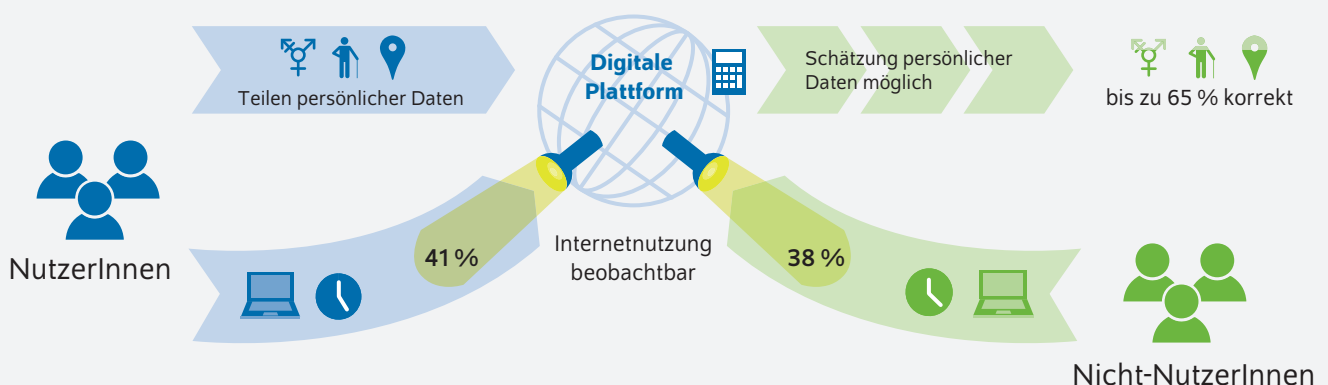 Teilen persönlicher Daten
Digitale
Plattform
Schätzung persönlicher
Daten möglich
bis zu 65 % korrekt
NutzerInnen
41 %
Internetnutzung
beobachtbar
38 %
Nicht-NutzerInnen